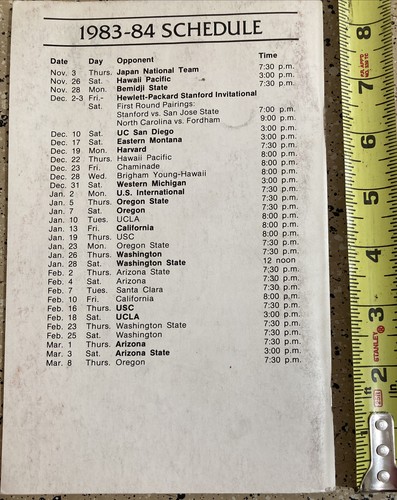 1983-84 SCHEDULE
Date Day Opponent Time
Nov. 3 Thurs. Japan National Team 7:30 p.m.
Nov. 26 Sat. Hawaii Pacific 3:00 p.m.
Nov. 28 Mon. Bemidji State 7:30 p.m.
Dec. 2-3 Fri.- Hewlett-Packard Stanford Invitational
Sat. First Round Pairings:
Stanford vs. San Jose State 7:00 p.m.
North Carolina vs. Fordham 9:00 p.m.
Dec. 10 Sat. UC San Diego 3:00 p.m.
Dec. 17 Sat. Eastern Montana 3:00 p.m.
Dec. 19 Mon. Harvard 7:30 p.m.
Dec. 22 Thurs. Hawaii Pacific 8:00 p.m.
Dec. 23 Fri. Chaminade 8:00 p.m.
Dec. 28 Wed. Brigham Young-Hawaii 8:00 p.m.
Dec. 31 Sat. Western Michigan 3:00 p.m.
Jan. 2 Mon. U.S. International 7:30 p.m.
Jan. 5 Thurs. Oregon State 7:30 p.m.
Jan. 7 Sat. Oregon 7:30 p.m.
Jan. 10 Tues. UCLA 8:00 p.m.
Jan. 13 Fri. California 8:00 p.m.
Jan. 19 Thurs. USC 8:00 p.m.
Jan. 23 Mon. Oregon State 7:30 p.m.
Jan. 26 Thurs. Washington 7:30 p.m.
Jan. 28 Sat. Washington State 12 noon
Feb. 2 Thurs. Arizona State 7:30 p.m.
Feb. 4 Sat. Arizona 7:30 p.m.
Feb. 7 Tues. Santa Clara 7:30 p.m.
Feb. 10 Fri. California 8:00 p.m.
Feb. 16 Thurs. USC 7:30 p.m.
Feb. 18 Sat. UCLA 3:00 p.m.
Feb. 23 Thurs. Washington State 7:30 p.m.
Feb. 25 Sat. Washington 7:30 p.m.
Mar. 1 Thurs. Arizona 7:30 p.m.
Mar. 3 Sat. Arizona State 3:00 p.m.
Mar. 8 Thurs. Oregon 7:30 p.m.
8
7
6
5
4
3
STANLEY
2